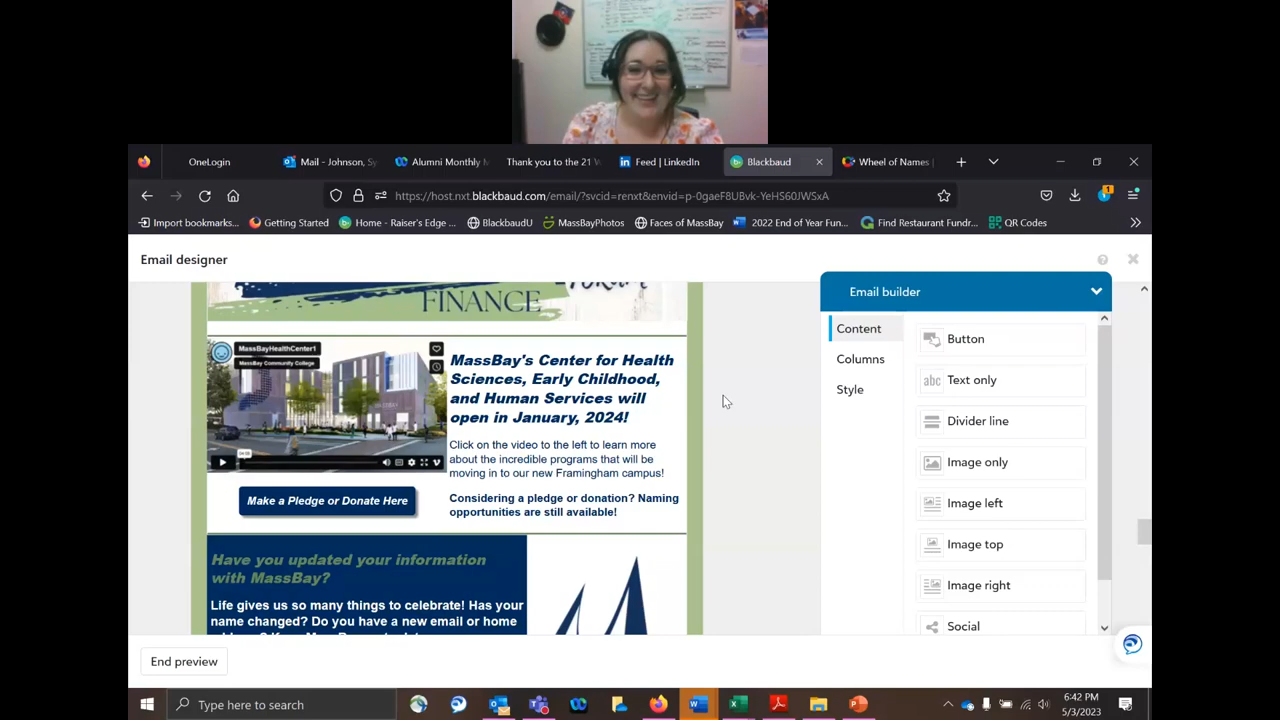 OneLogin
Mail - Johnson, Sy
Alumni Monthly M
Thank you to the 21 V
Feed | LinkedIn
Blackbaud
Wheel of Names |
https://host.nxt.blackbaud.com/email/?svcid=renxt&envid=p-0gaeF8UBvk-YeHS60JWSxA
1
Import bookmarks...
Getting Started
Home - Raiser's Edge ...
BlackbaudU
MassBayPhotos
Faces of MassBay
2022 End of Year Fun...
Find Restaurant Fundr...
QR Codes
Email designer
FINANCE
MassBayHealthCenter1
MassBay Community College
MassBay's Center for Health
Sciences, Early Childhood,
and Human Services will
open in January, 2024!
Click on the video to the left to learn more
about the incredible programs that will be
moving in to our new Framingham campus!
Make a Pledge or Donate Here
Considering a pledge or donation? Naming
opportunities are still available!
Have you updated your information
with MassBay?
Life gives us so many things to celebrate! Has your
name changed? Do you have a new email or home
Email builder
Content
Columns
Style
Button
abc Text only
Divider line
Image only
Image left
Image top
Image right
Social
End preview
Type here to search
6:42 PM
5/3/2023